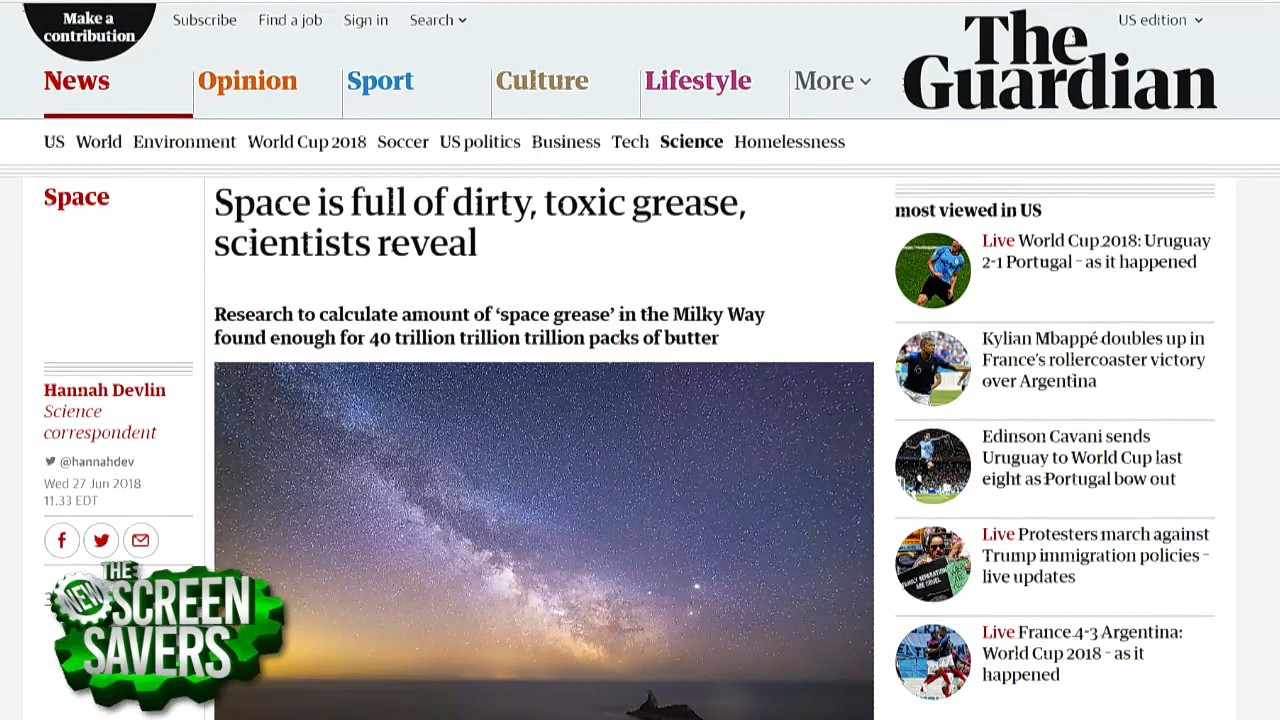 Make a
contribution
Subscribe
Find a job
Sign in
Search
US edition
The
Guardian
News
Opinion
Sport
Culture
Lifestyle
More
US
World
Environment
World Cup 2018
Soccer
US politics
Business
Tech
Science
Homelessness
Space
Space is full of dirty, toxic grease,
scientists reveal
Research to calculate amount of ‘space grease’ in the Milky Way
found enough for 40 trillion trillion trillion packs of butter
Hannah Devlin
Science
correspondent
@hannahdev
Wed 27 Jun 2018
11.33 EDT
THE
NEW
SCREEN
SAVERS
most viewed in US
Live World Cup 2018: Uruguay
2-1 Portugal – as it happened
Kylian Mbappé doubles up in
France’s rollercoaster victory
over Argentina
Edinson Cavani sends
Uruguay to World Cup last
eight as Portugal bow out
FAMILY SEPARATION
ARE CRUEL
Live Protesters march against
Trump immigration policies –
live updates
Live France 4-3 Argentina:
World Cup 2018 – as it
happened